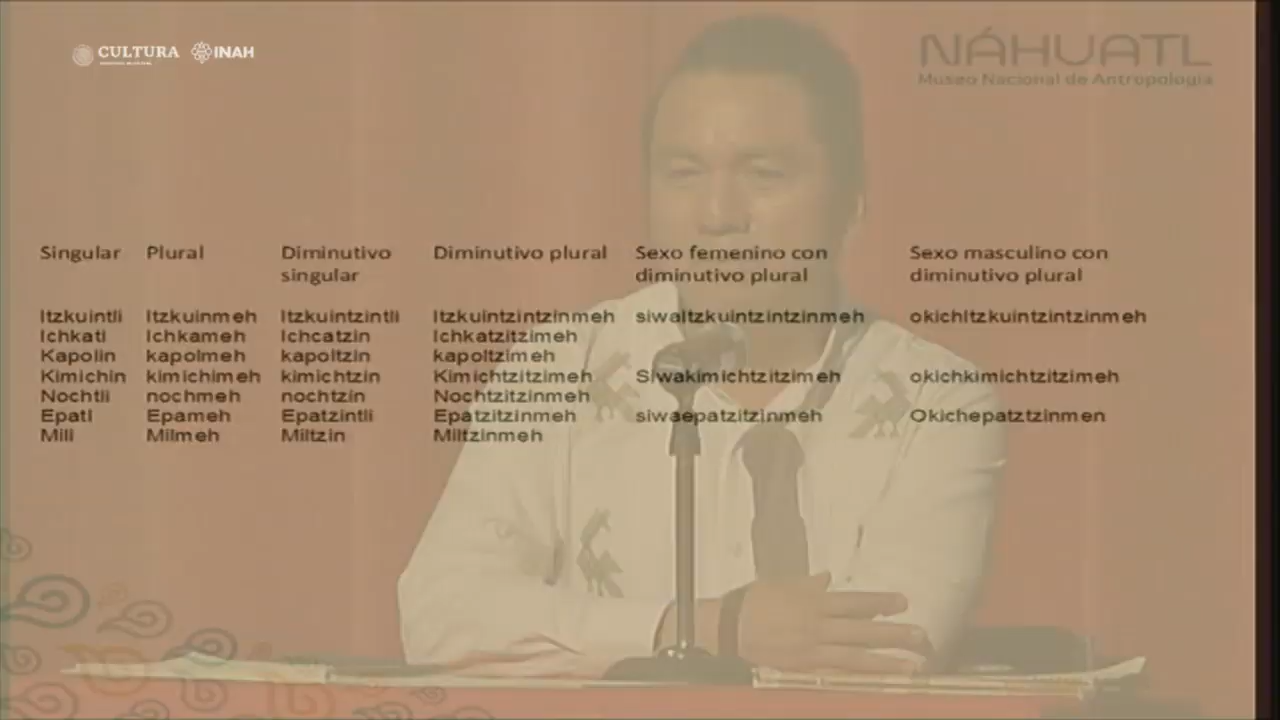 CULTURA INAH
NÁHUATL
Museo Nacional de Antropología
Singular Plural Diminutivo singular Diminutivo plural Sexo femenino con diminutivo plural Sexo masculino con diminutivo plural
Itzkuintli Itzkuinmeh Itzkuintzintli Itzkuintzintzinmeh siwaItzkuintzintzinmeh okichItzkuintzintzinmeh
Ichkatl Ichkameh Ichcatzin Ichkatzitzimeh
Kapolin kapolmeh kapoltzin kapoltzimeh
Kimichin kimichimeh kimichtzin Kimichtzitzimeh Siwakimichtzitzimeh okichkimichtzitzimeh
Nochtli nochmeh nochtzin Nochtzitzinmeh
Epatl Epameh Epatzintli Epatzitzinmeh siwaepatzitzinmeh Okichepatztzinmen
Mili Milmeh Miltzin Miltzinmeh